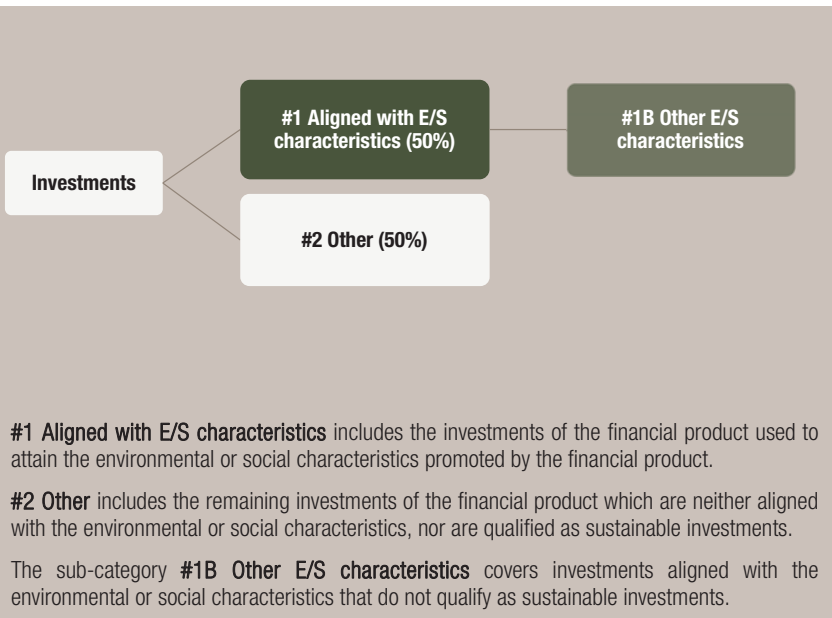 #1 Aligned with E/S
characteristics (50%)
#1B Other E/S
characteristics
Investments
#2 Other (50%)
#1 Aligned with E/S characteristics includes the investments of the financial product used to
attain the environmental or social characteristics promoted by the financial product.
#2 Other includes the remaining investments of the financial product which are neither aligned
with the environmental or social characteristics, nor are qualified as sustainable investments.
The sub-category #1B Other E/S characteristics covers investments aligned with the
environmental or social characteristics that do not qualify as sustainable investments.